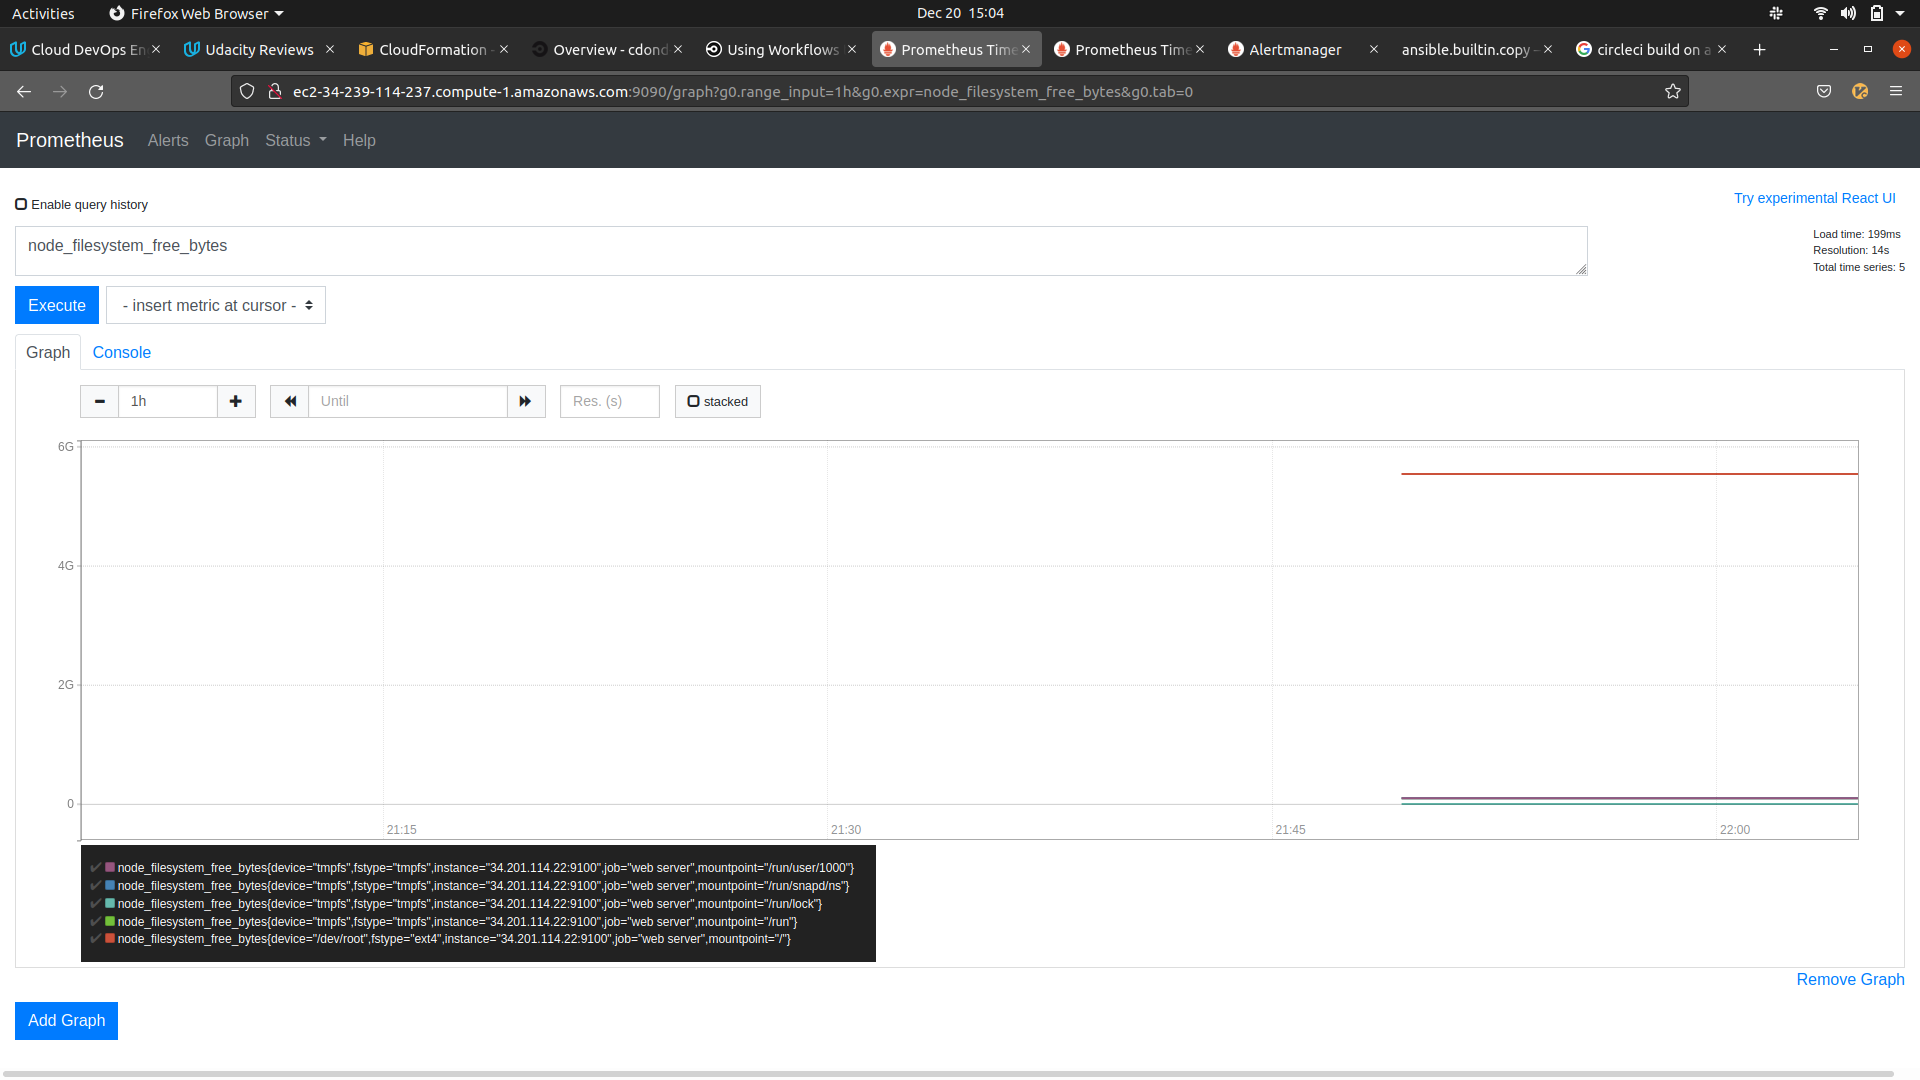 Activities Firefox Web Browser Dec 20 15:04
Cloud DevOps En Udacity Reviews CloudFormation - Overview - cdond Using Workflows Prometheus Time Prometheus Time Alertmanager ansible.builtin.copy - circleci build on a
ec2-34-239-114-237.compute-1.amazonaws.com:9090/graph?g0.range_input=1h&g0.expr=node_filesystem_free_bytes&g0.tab=0
Prometheus Alerts Graph Status Help
Enable query history Try experimental React UI
node_filesystem_free_bytes
Load time: 199ms
Resolution: 14s
Total time series: 5
Execute - insert metric at cursor -
Graph Console
1h Until Res. (s) stacked
6G
4G
2G
0
21:15 21:30 21:45 22:00
node_filesystem_free_bytes{device="tmpfs",fstype="tmpfs",instance="34.201.114.22:9100",job="web server",mountpoint="/run/user/1000"}
node_filesystem_free_bytes{device="tmpfs",fstype="tmpfs",instance="34.201.114.22:9100",job="web server",mountpoint="/run/snapd/ns"}
node_filesystem_free_bytes{device="tmpfs",fstype="tmpfs",instance="34.201.114.22:9100",job="web server",mountpoint="/run/lock"}
node_filesystem_free_bytes{device="tmpfs",fstype="tmpfs",instance="34.201.114.22:9100",job="web server",mountpoint="/run"}
node_filesystem_free_bytes{device="/dev/root",fstype="ext4",instance="34.201.114.22:9100",job="web server",mountpoint="/"}
Remove Graph
Add Graph